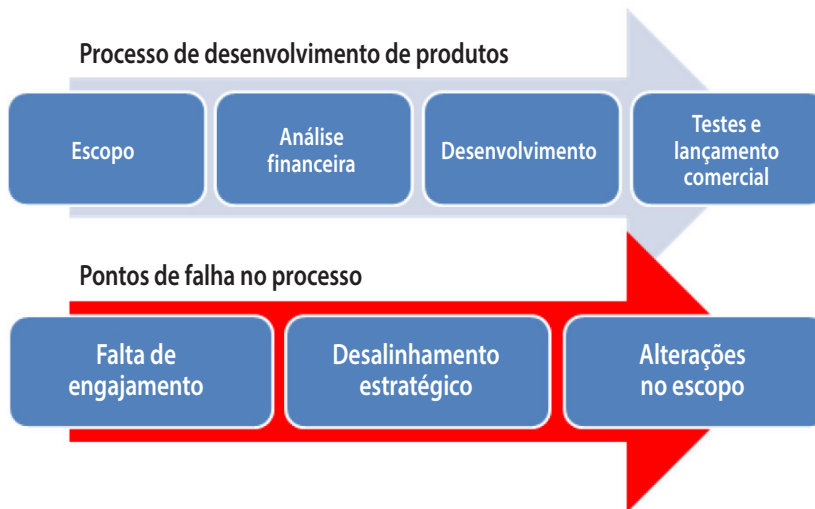 Processo de desenvolvimento de produtos
Escopo
Análise
financeira
Desenvolvimento
Testes e
lançamento
comercial
Pontos de falha no processo
Falta de
engajamento
Desalinhamento
estratégico
Alterações
no escopo